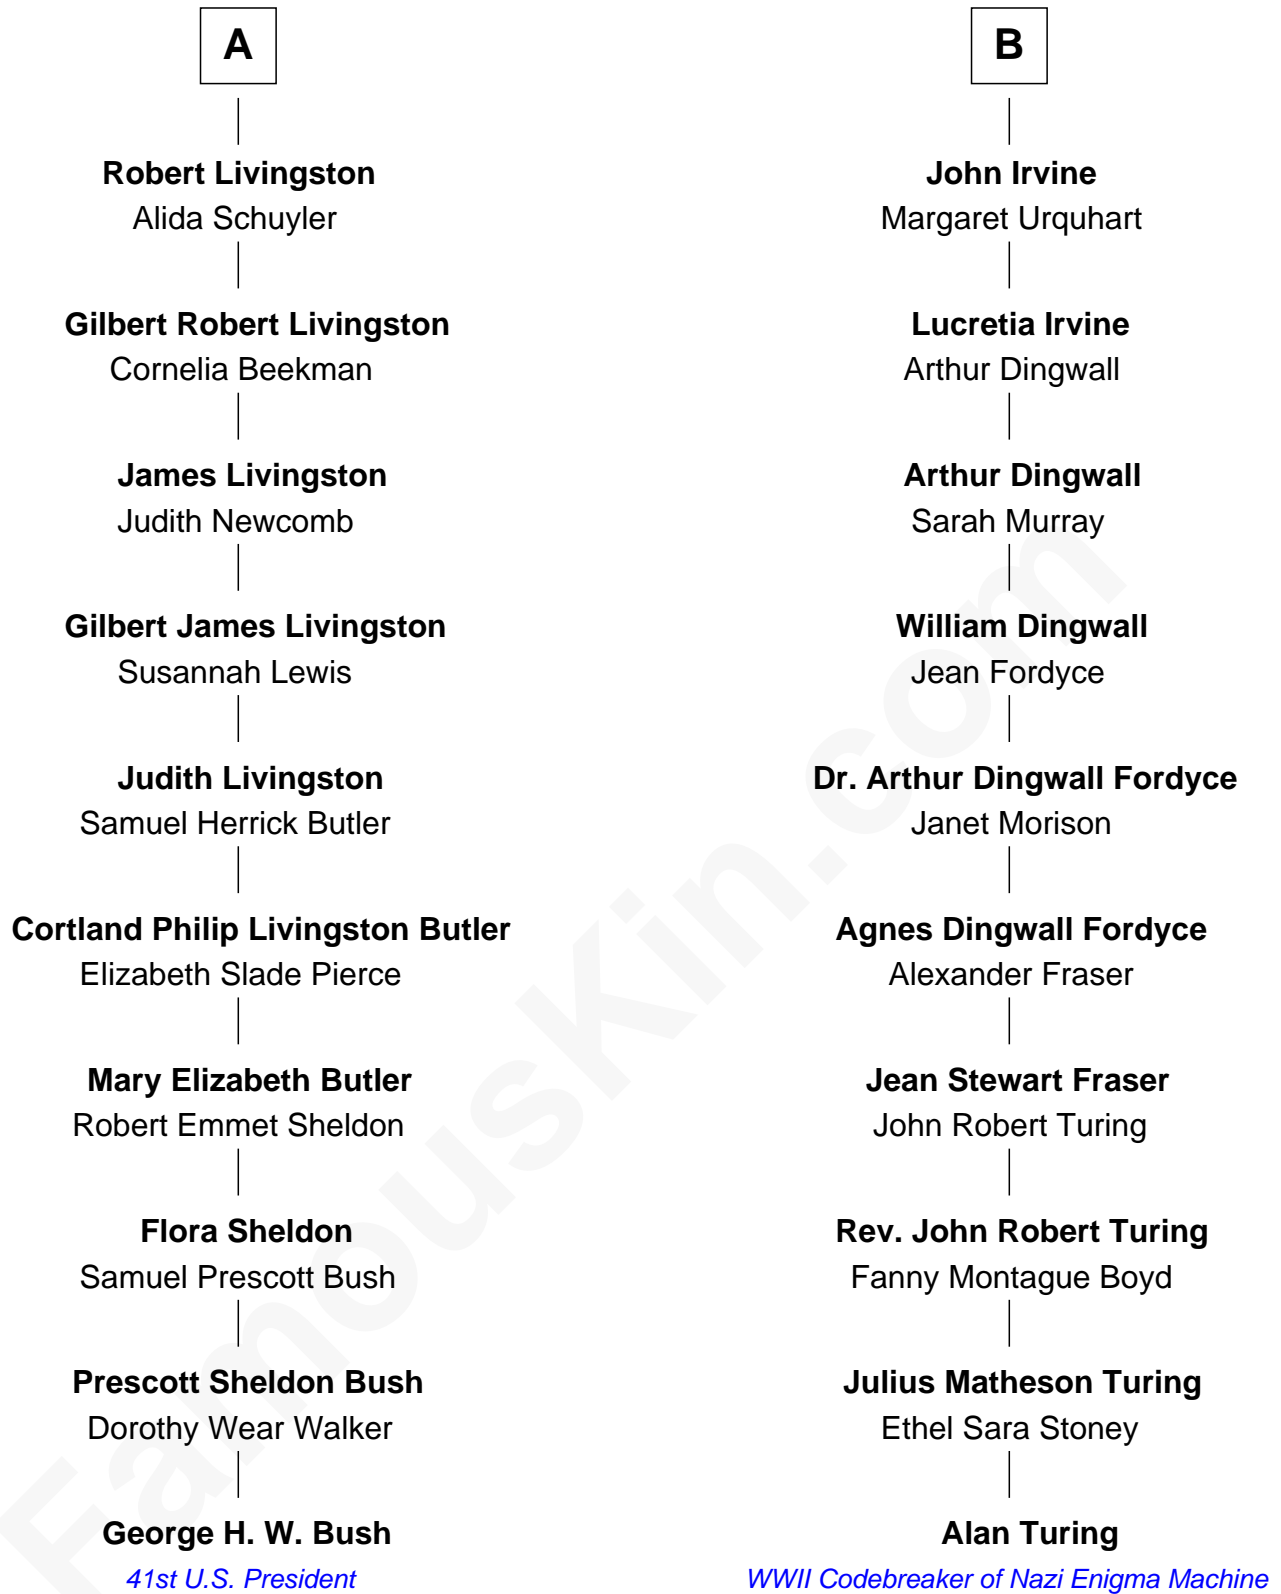 A
Robert Livingston
Alida Schuyler
Gilbert Robert Livingston
Cornelia Beekman
James Livingston
Judith Newcomb
Gilbert James Livingston
Susannah Lewis
Judith Livingston
Samuel Herrick Butler
Cortland Philip Livingston Butler
Elizabeth Slade Pierce
Mary Elizabeth Butler
Robert Emmet Sheldon
Flora Sheldon
Samuel Prescott Bush
Prescott Sheldon Bush
Dorothy Wear Walker
George H. W. Bush
41st U.S. President
B
John Irvine
Margaret Urquhart
Lucretia Irvine
Arthur Dingwall
Arthur Dingwall
Sarah Murray
William Dingwall
Jean Fordyce
Dr. Arthur Dingwall Fordyce
Janet Morison
Agnes Dingwall Fordyce
Alexander Fraser
Jean Stewart Fraser
John Robert Turing
Rev. John Robert Turing
Fanny Montague Boyd
Julius Matheson Turing
Ethel Sara Stoney
Alan Turing
WWII Codebreaker of Nazi Enigma Machine
FamousKin.com